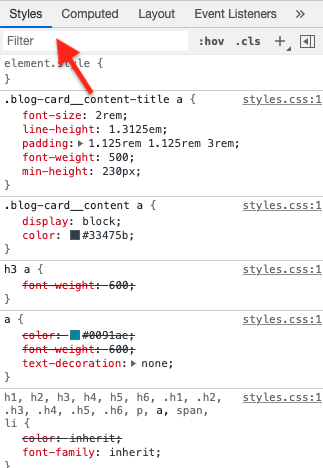 Styles Computed Layout Event Listeners »
Filter :hov .cls +
element.style {
}
.blog-card__content-title a { styles.css:1
font-size: 2rem;
line-height: 1.3125em;
padding: 1.125rem 1.125rem 3rem;
font-weight: 500;
min-height: 230px;
}
.blog-card__content a { styles.css:1
display: block;
color: #33475b;
}
h3 a { styles.css:1
font-weight: 600;
}
a { styles.css:1
color: #0091ae;
font-weight: 600;
text-decoration: none;
}
h1, h2, h3, h4, h5, h6, .h1, .h2, styles.css:1
.h3, .h4, .h5, .h6, p, a, span,
li {
color: inherit;
font-family: inherit;